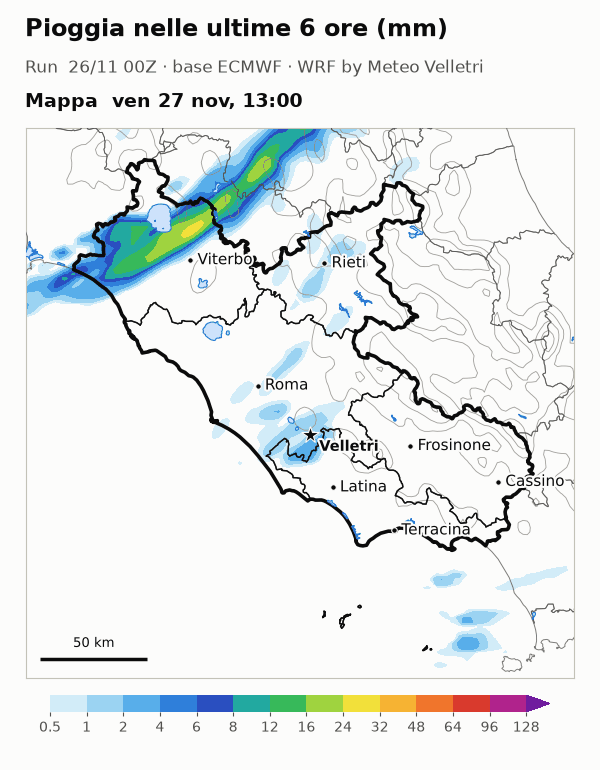 Pioggia nelle ultime 6 ore (mm)
Run  26/11 00Z · base ECMWF · WRF by Meteo Velletri
Mappa  ven 27 nov, 13:00
Viterbo
Rieti
Roma
Velletri
Frosinone
Cassino
Latina
Terracina
50 km
0.5 1 2 4 6 8 12 16 24 32 48 64 96 128